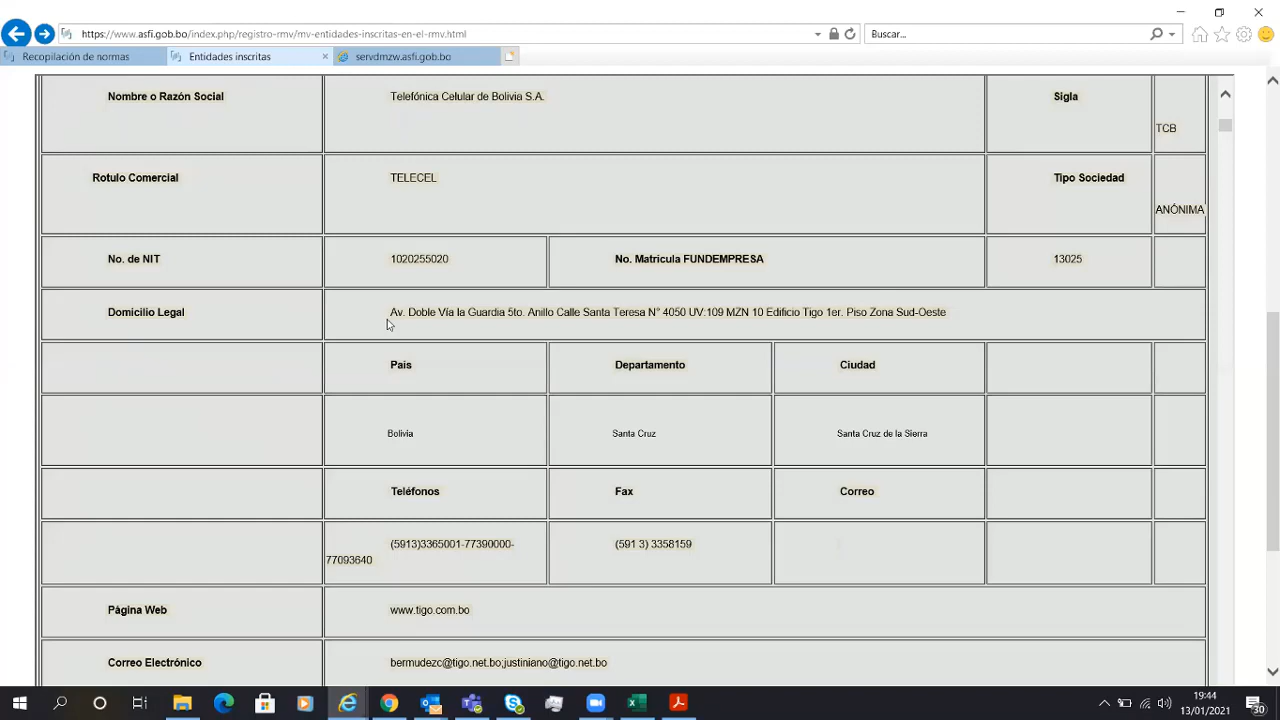 https://www.asfi.gob.bo/index.php/registro-rmv/mv-entidades-inscritas-en-el-rmv.html
Buscar...
Recopilación de normas
Entidades inscritas
servdmzw.asfi.gob.bo
Nombre o Razón Social
Telefónica Celular de Bolivia S.A.
Sigla
TCB
Rotulo Comercial
TELECEL
Tipo Sociedad
ANÓNIMA
No. de NIT
1020255020
No. Matricula FUNDEMPRESA
13025
Domicilio Legal
Av. Doble Vía la Guardia 5to. Anillo Calle Santa Teresa N° 4050 UV:109 MZN 10 Edificio Tigo 1er. Piso Zona Sud-Oeste
Pais
Departamento
Ciudad
Bolivia
Santa Cruz
Santa Cruz de la Sierra
Teléfonos
Fax
Correo
(5913)3365001-77390000-
77093640
(591 3) 3358159
Página Web
www.tigo.com.bo
Correo Electrónico
bermudezc@tigo.net.bo,justiniano@tigo.net.bo
19:44
13/01/2021
30